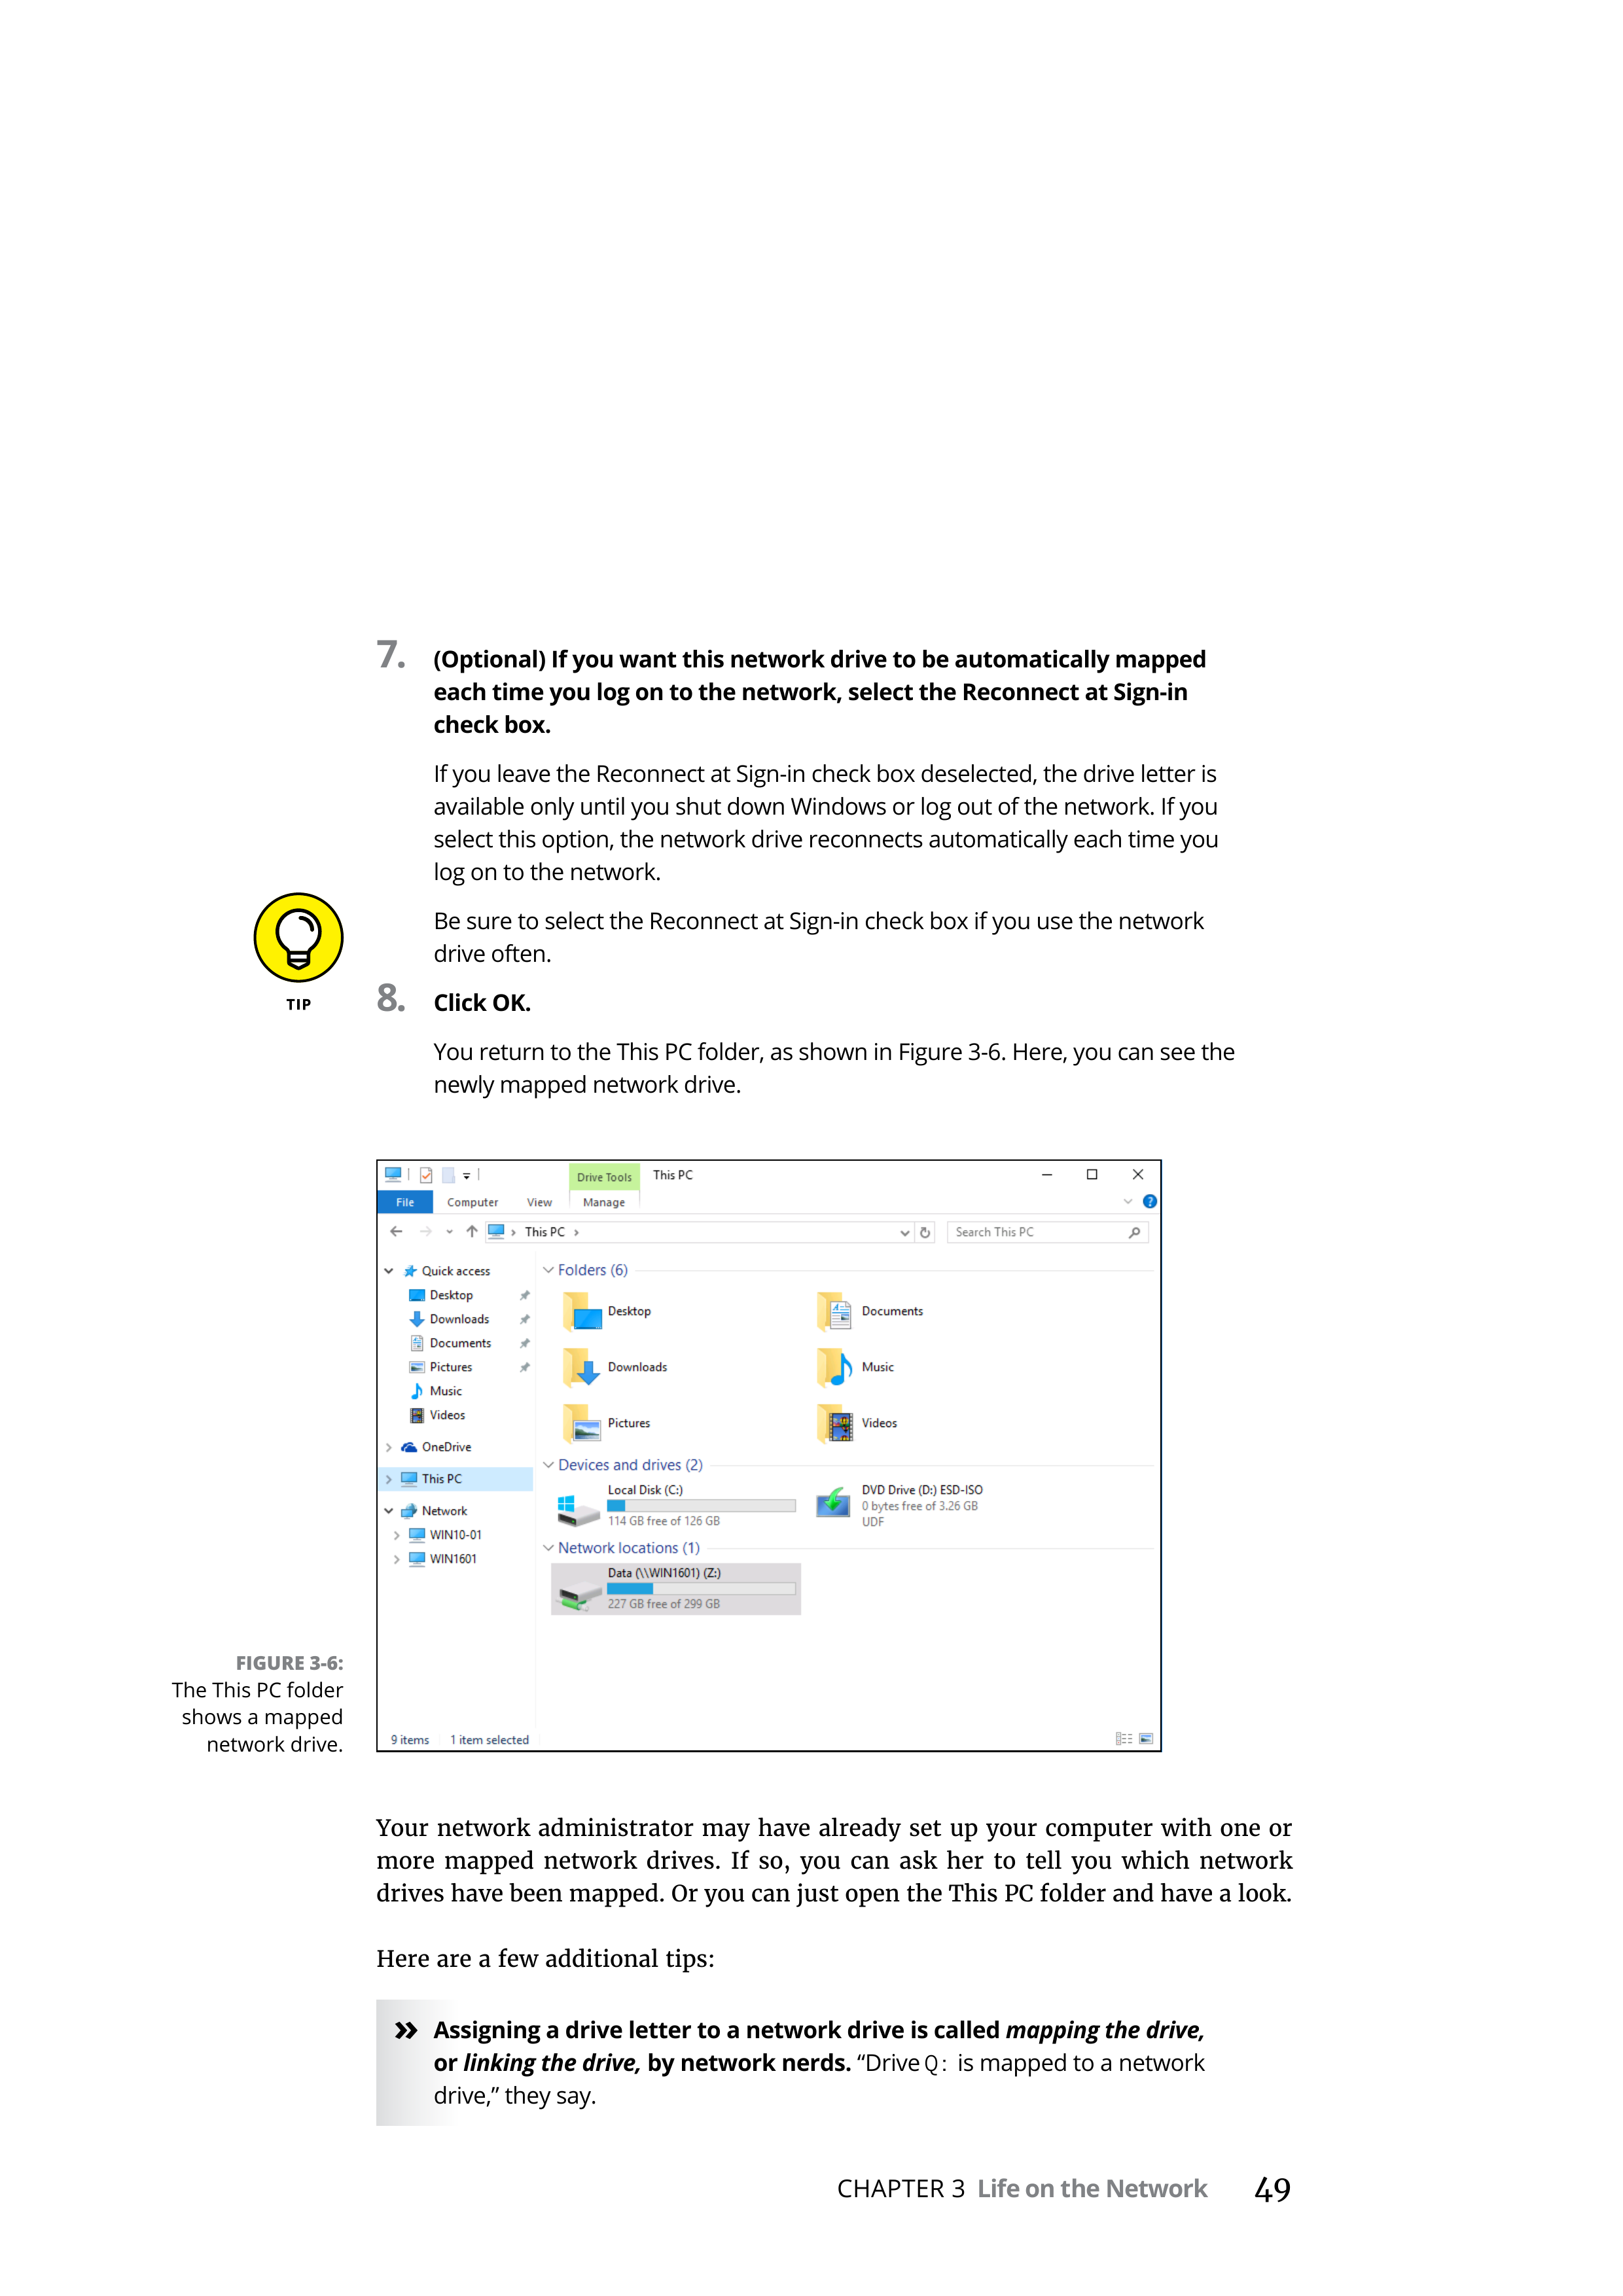 7. (Optional) If you want this network drive to be automatically mapped
each time you log on to the network, select the Reconnect at Sign-in
check box.
If you leave the Reconnect at Sign-in check box deselected, the drive letter is
available only until you shut down Windows or log out of the network. If you
select this option, the network drive reconnects automatically each time you
log on to the network.
Be sure to select the Reconnect at Sign-in check box if you use the network
drive often.
TIP
8. Click OK.
You return to the This PC folder, as shown in Figure 3-6. Here, you can see the
newly mapped network drive.
Drive Tools This PC
File Computer View Manage
This PC Search This PC
Quick access
Desktop
Downloads
Documents
Pictures
Music
Videos
OneDrive
This PC
Network
WIN10-01
WIN1601
Folders (6)
Desktop Documents
Downloads Music
Pictures Videos
Devices and drives (2)
Local Disk (C:) DVD Drive (D:) ESD-ISO
0 bytes free of 3.26 GB
114 GB free of 126 GB UDF
Network locations (1)
Data (\\WIN1601) (Z:)
227 GB free of 299 GB
9 items 1 item selected
FIGURE 3-6:
The This PC folder
shows a mapped
network drive.
Your network administrator may have already set up your computer with one or
more mapped network drives. If so, you can ask her to tell you which network
drives have been mapped. Or you can just open the This PC folder and have a look.
Here are a few additional tips:
» Assigning a drive letter to a network drive is called mapping the drive,
or linking the drive, by network nerds. “Drive Q: is mapped to a network
drive,” they say.
CHAPTER 3 Life on the Network 49